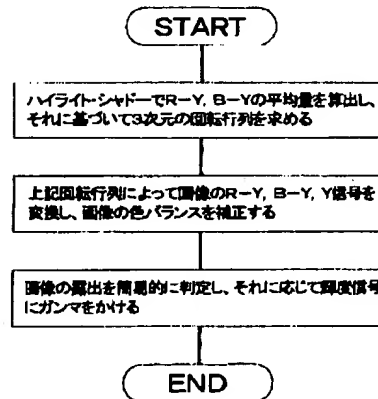 START
ハイライト・シャドーでR－Y, B－Yの平均量を算出し、
それに基づいて3次元の回転行列を求める
上記回転行列によって画像のR－Y, B－Y, Y信号を
変換し、画像の色バランスを補正する
画像の露出を簡易的に判定し、それに応じて輝度信号
にガンマをかける
END